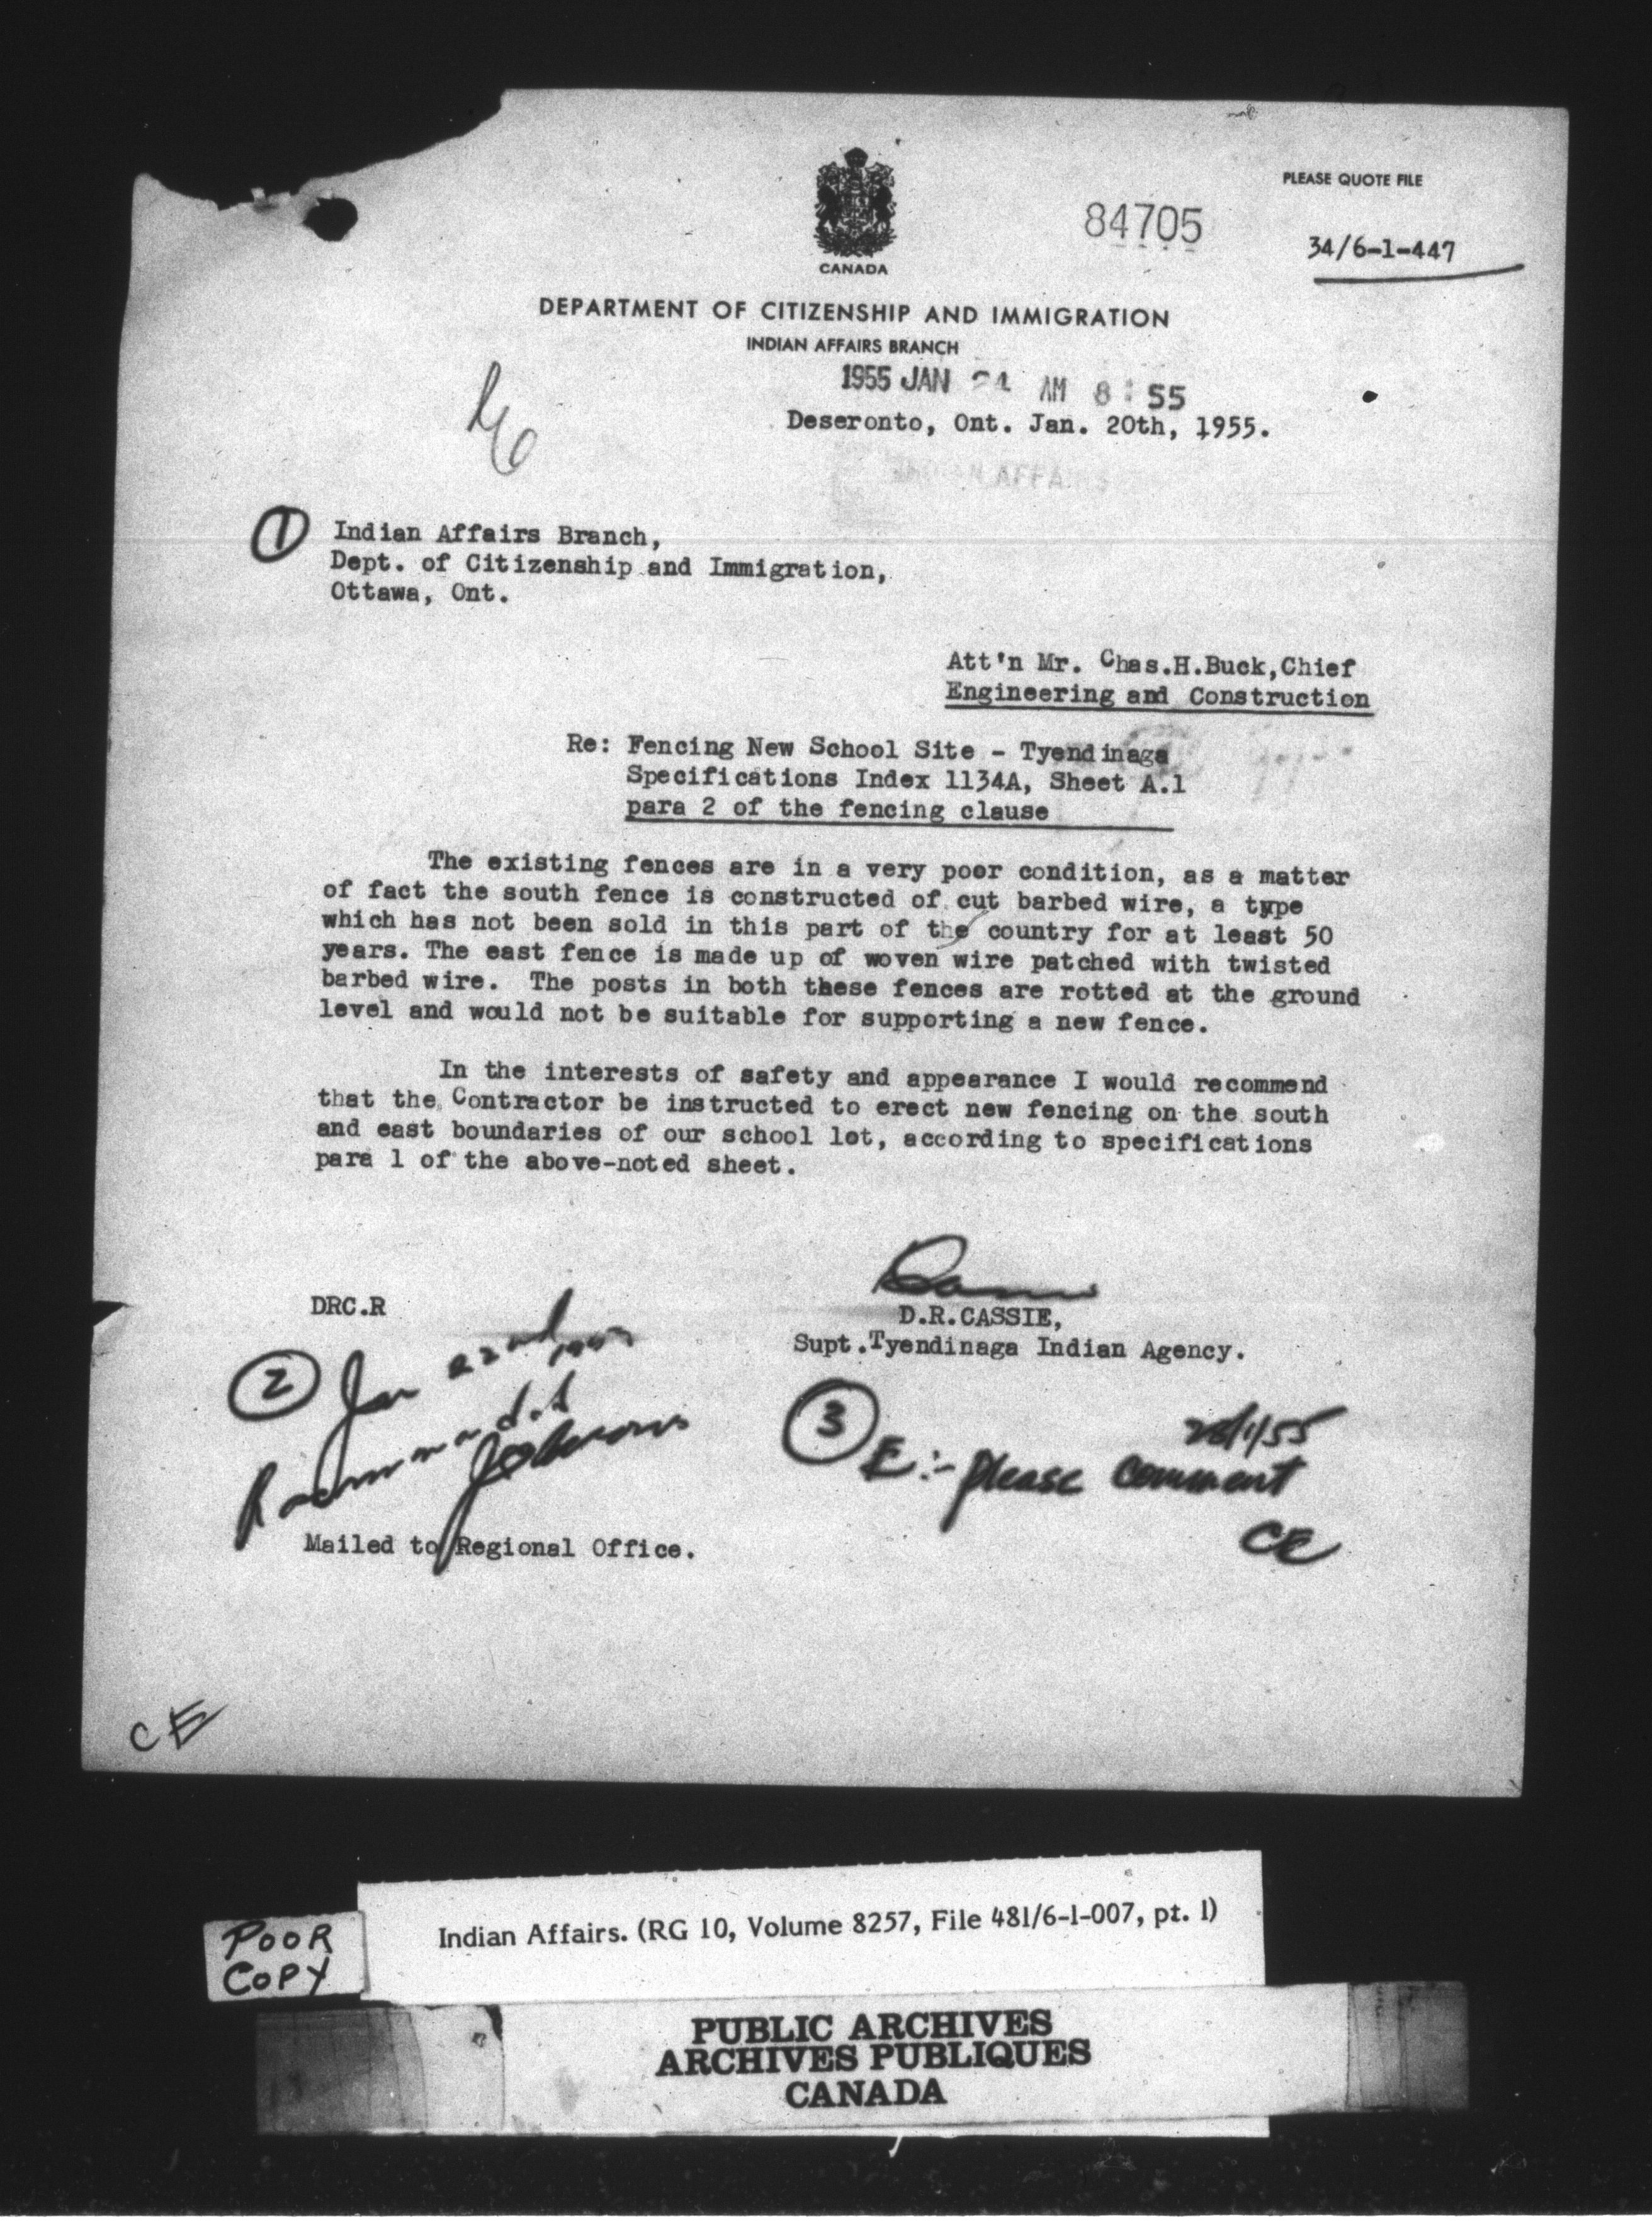 PLEASE QUOTE FILE
84705
34/6-1-447
CANADA
DEPARTMENT OF CITIZENSHIP AND IMMIGRATION
INDIAN AFFAIRS BRANCH
1955 JAN AM 8:55
Deseronto, Ont. Jan. 20th, 1955.
INDIAN AFFAIRS
1 Indian Affairs Branch,
Dept. of Citizenship and Immigration,
Ottawa, Ont.
Att'n Mr. Chas.H.Buck,Chief
Engineering and Construction
Re: Fencing New School Site - Tyendinaga
Specifications Index 1134A, Sheet A.1
para 2 of the fencing clause
The existing fences are in a very poor condition, as a matter
of fact the south fence is constructed of cut barbed wire, a type
which has not been sold in this part of the country for at least 50
years. The east fence is made up of woven wire patched with twisted
barbed wire. The posts in both these fences are rotted at the ground
level and would not be suitable for supporting a new fence.
In the interests of safety and appearance I would recommend
that the Contractor be instructed to erect new fencing on the south
and east boundaries of our school lot, according to specifications
para 1 of the above-noted sheet.
DRC.R
D.R.CASSIE,
Supt.Tyendinaga Indian Agency.
2 Jan 22nd 1955
Recommended
3 28/1/55
E:- Please comment
CE
Mailed to Regional Office.
CE
POOR
COPY
Indian Affairs. (RG 10, Volume 8257, File 481/6-1-007, pt. 1)
PUBLIC ARCHIVES
ARCHIVES PUBLIQUES
CANADA